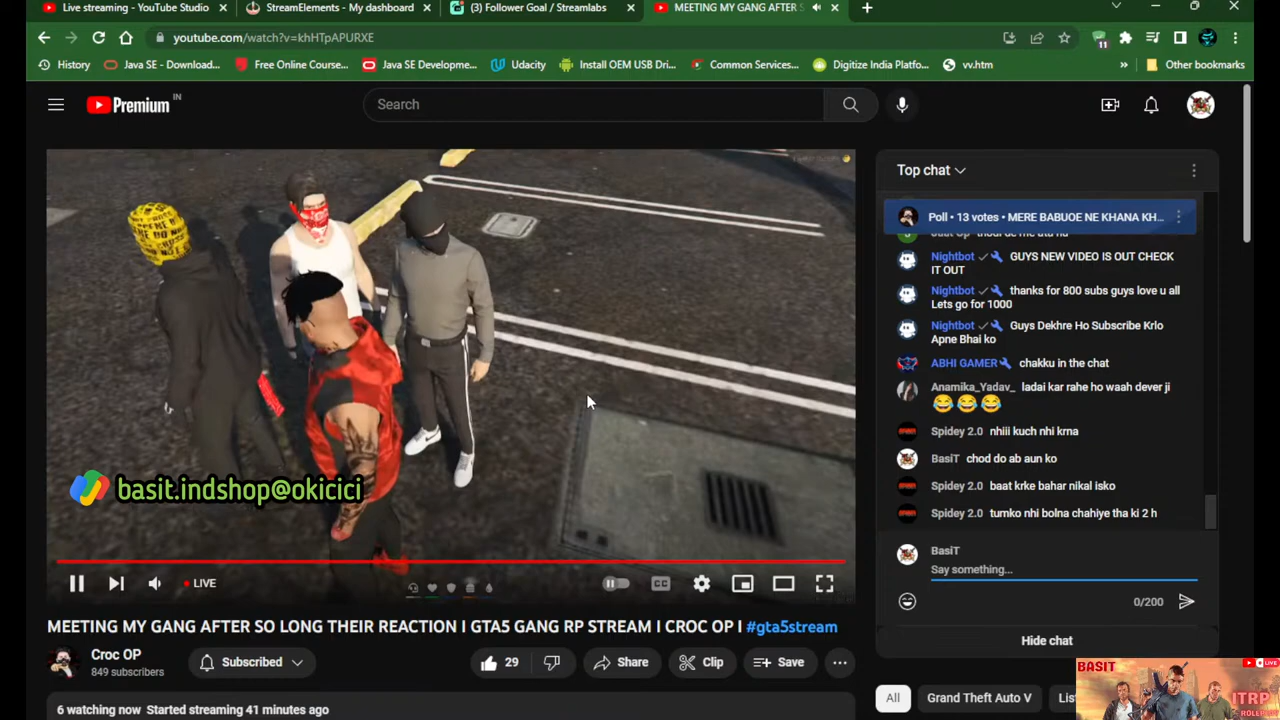 Live streaming - YouTube Studio
StreamElements - My dashboard
(3) Follower Goal / Streamlabs
MEETING MY GANG AFTER S
youtube.com/watch?v=khHTpAPURXE
11
History
Java SE - Download...
Free Online Course...
Java SE Developme...
Udacity
Install OEM USB Driv...
Common Services...
Digitize India Platfo...
vv.htm
»
Other bookmarks
Premium IN
Search
Top chat
Poll • 13 votes • MERE BABUOE NE KHANA KH...
Nightbot GUYS NEW VIDEO IS OUT CHECK
IT OUT
Nightbot thanks for 800 subs guys love u all
Lets go for 1000
Nightbot Guys Dekhre Ho Subscribe Krlo
Apne Bhai ko
ABHI GAMER chakku in the chat
Anamika_Yadav_ ladai kar rahe ho waah dever ji
😂😂😂
Spidey 2.0 nhiii kuch nhi krna
BasiT chod do ab aun ko
Spidey 2.0 baat krke bahar nikal isko
Spidey 2.0 tumko nhi bolna chahiye tha ki 2 h
BasiT
Say something...
0/200
Hide chat
basit.indshop@okicici
LIVE
CC
MEETING MY GANG AFTER SO LONG THEIR REACTION I GTA5 GANG RP STREAM I CROC OP I #gta5stream
Croc OP
849 subscribers
Subscribed
29
Share
Clip
Save
6 watching now Started streaming 41 minutes ago
All
Grand Theft Auto V
BASIT
LIVE
ITRP
ROLEPLAY